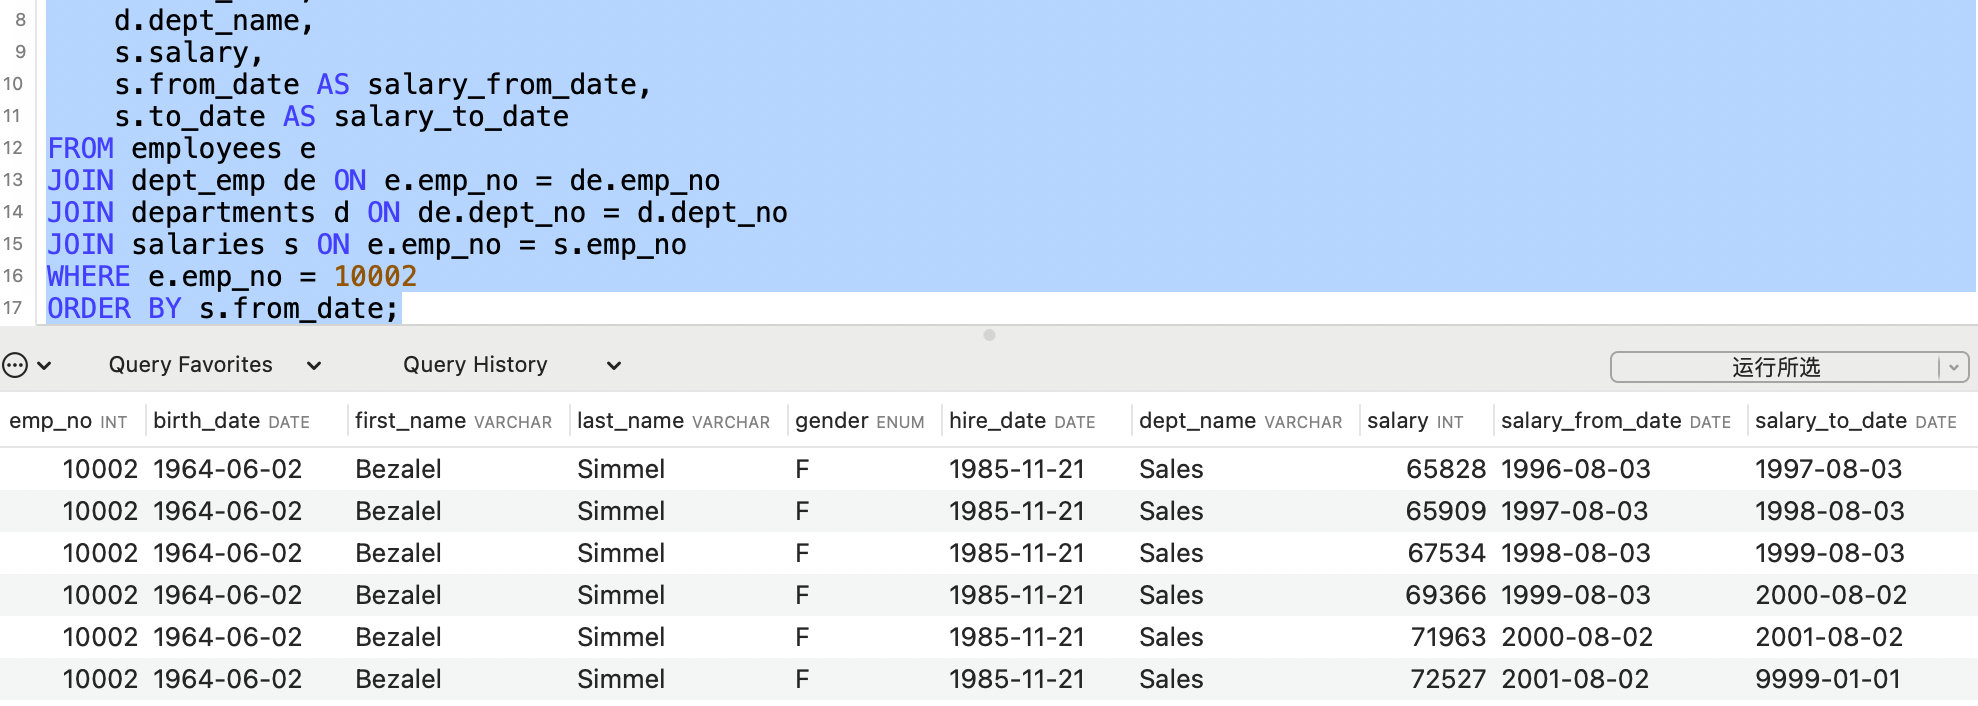 8 d.dept_name,
9 s.salary,
10 s.from_date AS salary_from_date,
11 s.to_date AS salary_to_date
12 FROM employees e
13 JOIN dept_emp de ON e.emp_no = de.emp_no
14 JOIN departments d ON de.dept_no = d.dept_no
15 JOIN salaries s ON e.emp_no = s.emp_no
16 WHERE e.emp_no = 10002
17 ORDER BY s.from_date;
Query Favorites Query History 运行所选
emp_no INT birth_date DATE first_name VARCHAR last_name VARCHAR gender ENUM hire_date DATE dept_name VARCHAR salary INT salary_from_date DATE salary_to_date DATE
10002 1964-06-02 Bezalel Simmel F 1985-11-21 Sales 65828 1996-08-03 1997-08-03
10002 1964-06-02 Bezalel Simmel F 1985-11-21 Sales 65909 1997-08-03 1998-08-03
10002 1964-06-02 Bezalel Simmel F 1985-11-21 Sales 67534 1998-08-03 1999-08-03
10002 1964-06-02 Bezalel Simmel F 1985-11-21 Sales 69366 1999-08-03 2000-08-02
10002 1964-06-02 Bezalel Simmel F 1985-11-21 Sales 71963 2000-08-02 2001-08-02
10002 1964-06-02 Bezalel Simmel F 1985-11-21 Sales 72527 2001-08-02 9999-01-01